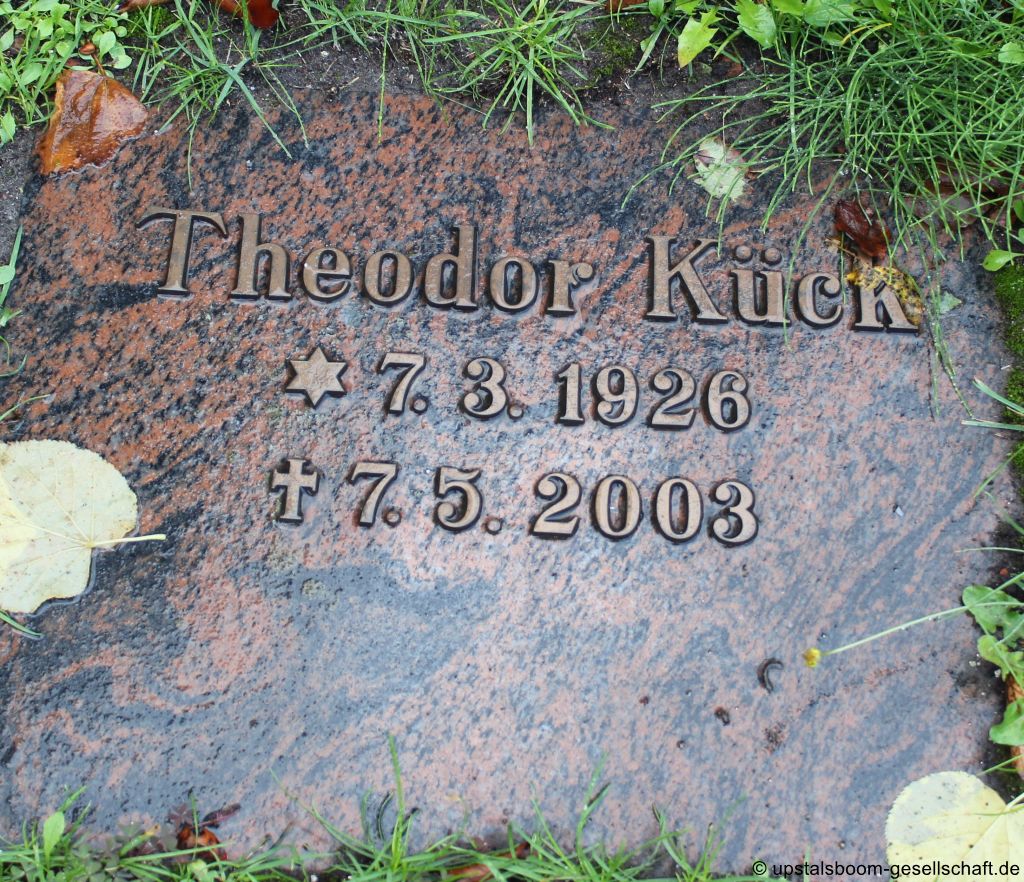 Theodor Kück
✶ 7. 3. 1926
✝ 7. 5. 2003
© upstalsboom-gesellschaft.de